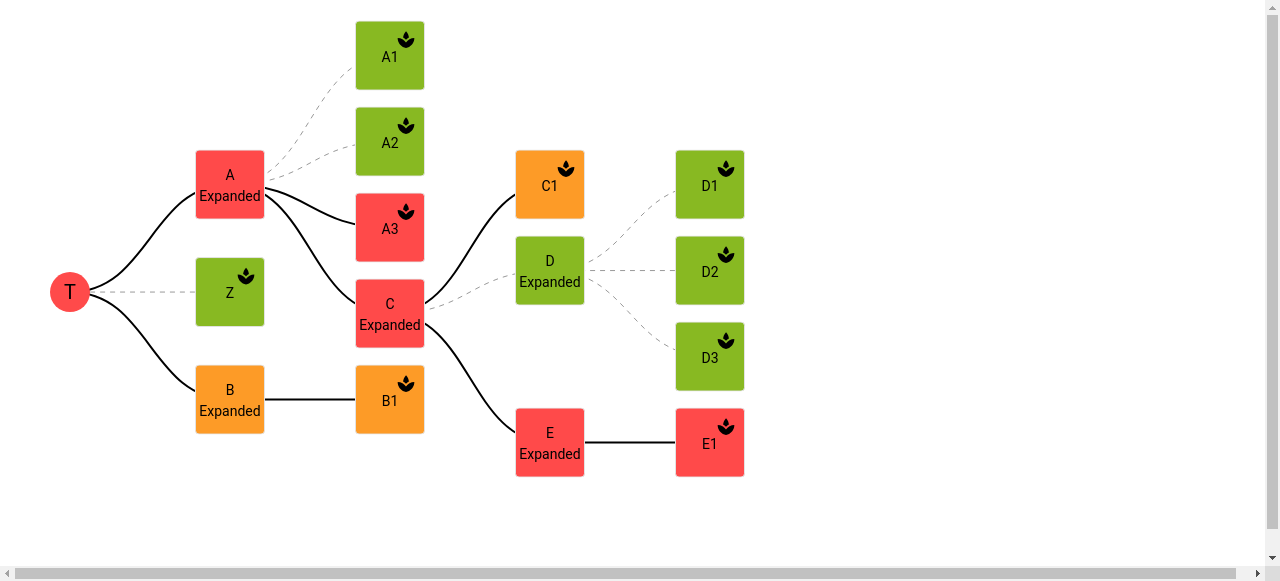 A1
A2
A
Expanded
C1
D1
A3
D
Expanded
D2
T
Z
C
Expanded
D3
B
Expanded
B1
E
Expanded
E1